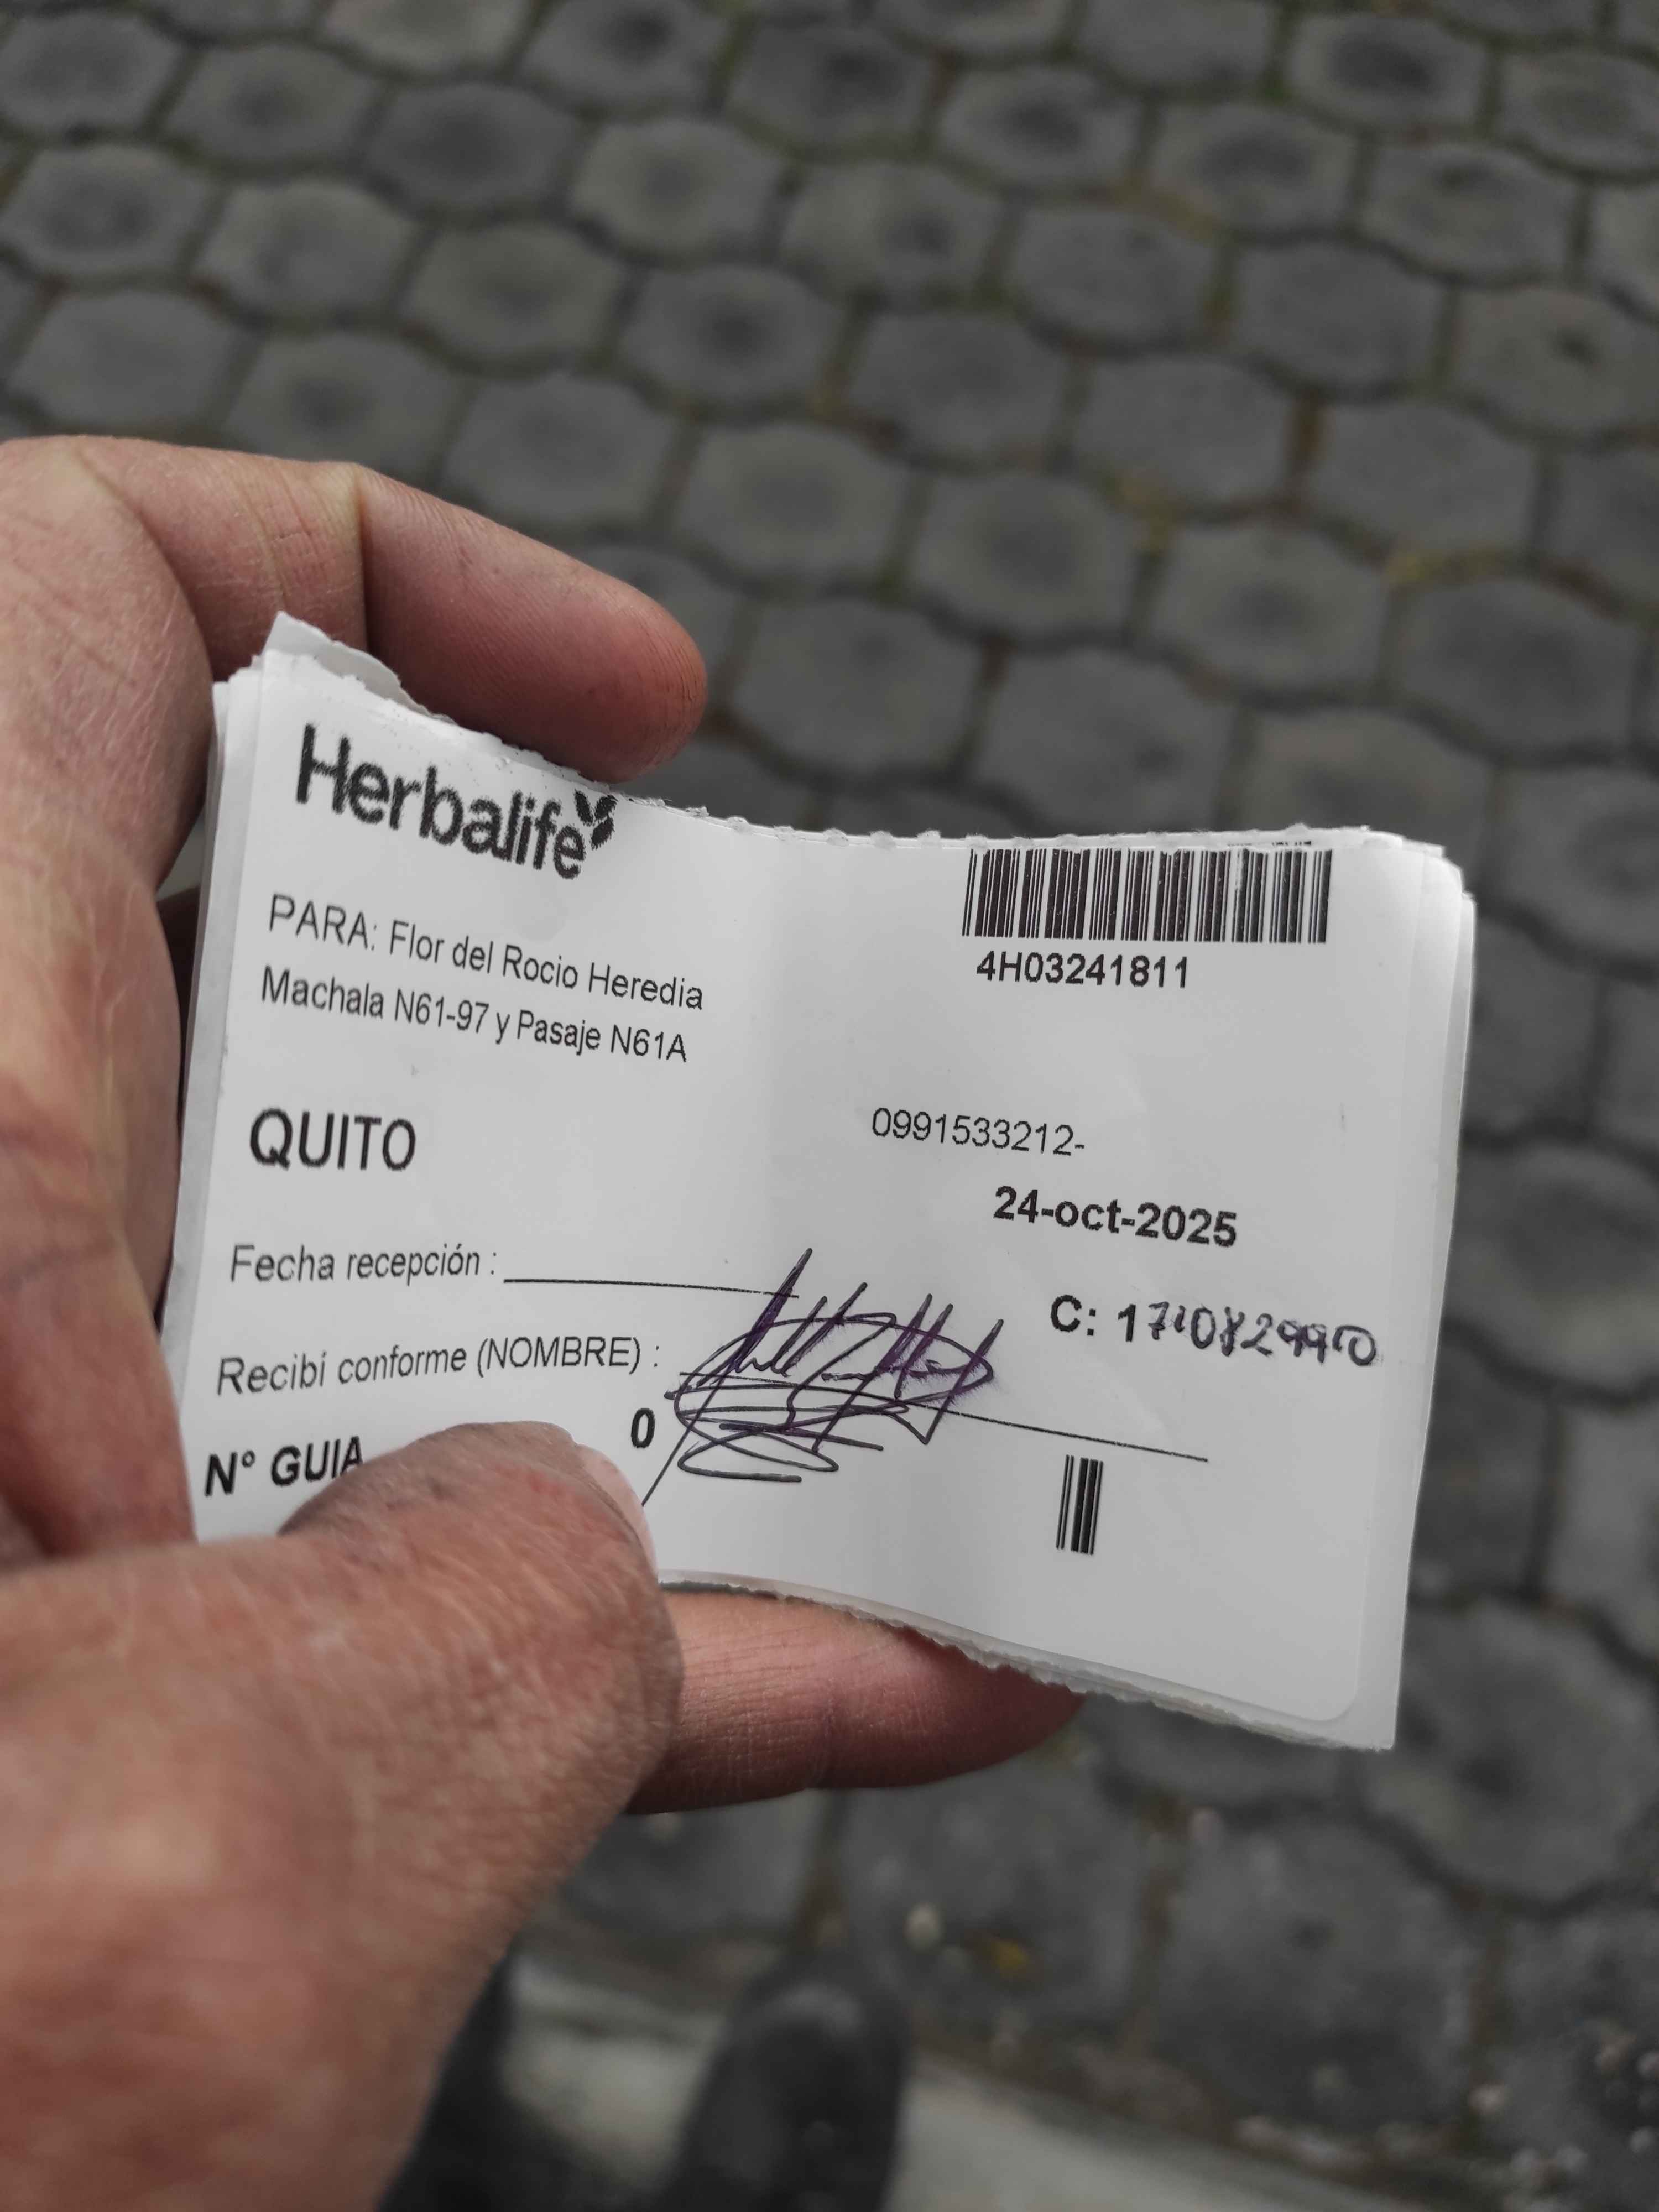 Herbalife
4H03241811
PARA: Flor del Rocio Heredia
Machala N61-97 y Pasaje N61A
QUITO
0991533212-
24-oct-2025
Fecha recepción :
C: 1
Recibí conforme (NOMBRE) :
0
N° GUIA